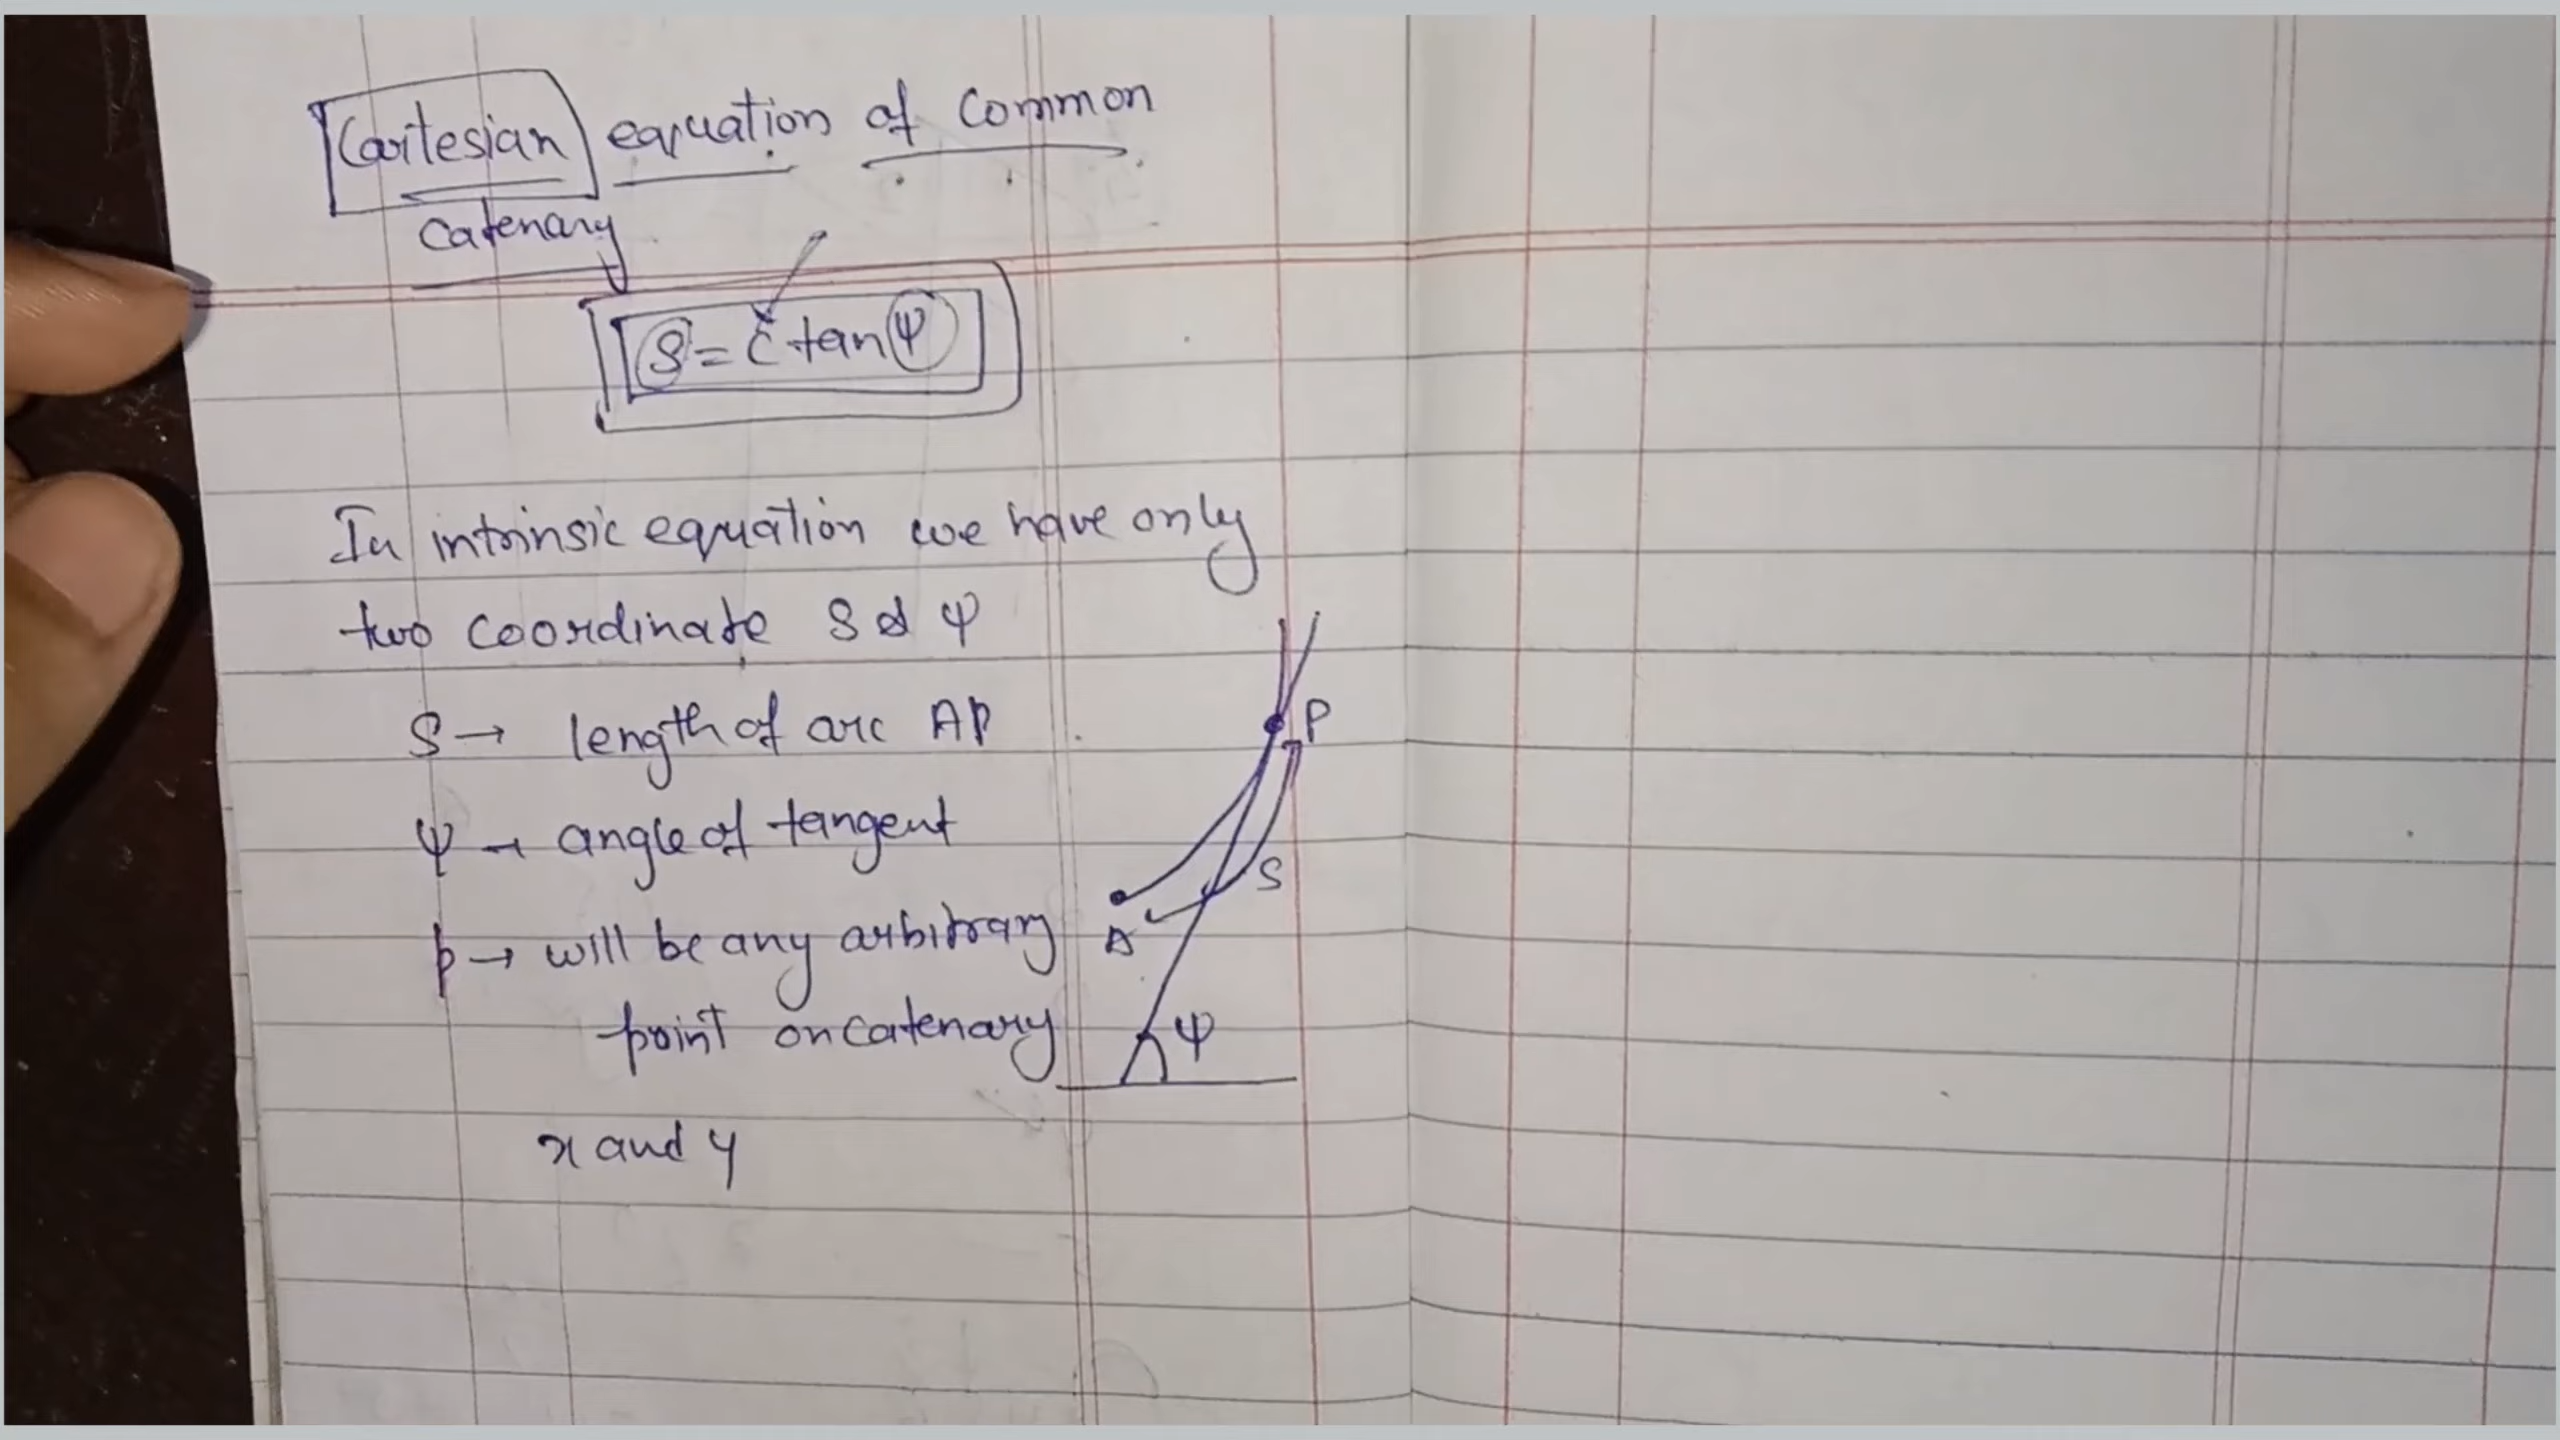 Cartesian equation of Common
Catenary
S = c tan ψ
In intrinsic equation we have only
two coordinate S & ψ
S → length of arc AP
ψ → angle of tangent
p → will be any arbitrary
point on catenary
x and y
P
S
A
ψ